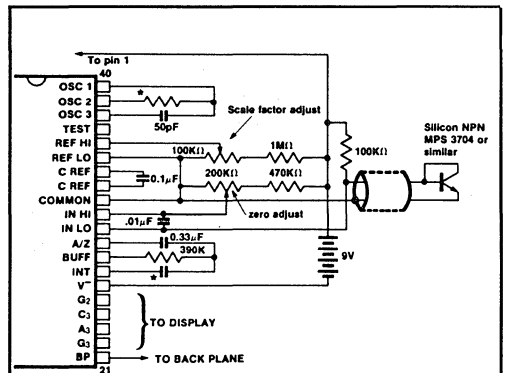 To pin 1
40
OSC 1
OSC 2
*
OSC 3
50pF
TEST
Scale factor adjust
REF HI
REF LO
100KΩ
1MΩ
100KΩ
Silicon NPN
MPS 3704 or
similar
C REF
0.1μF
C REF
200KΩ
470KΩ
COMMON
IN HI
zero adjust
.01μF
IN LO
A/Z
0.33μF
BUFF
390K
INT
*
9V
V−
G2
C3
A3
G3
TO DISPLAY
BP
TO BACK PLANE
21